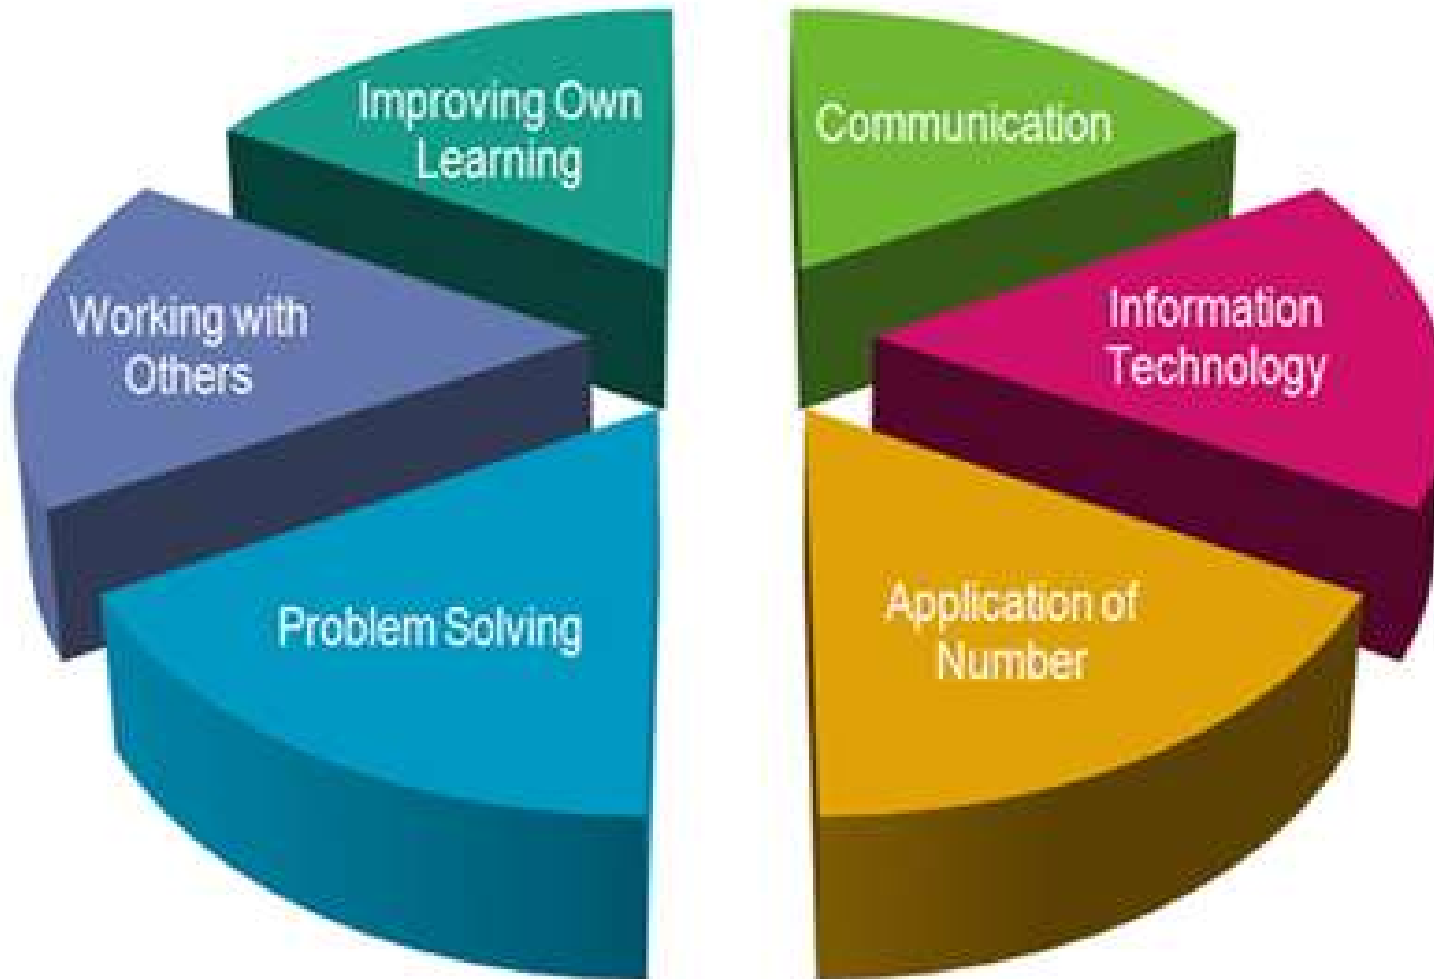 Improving Own
Learning
Communication
Working with
Others
Information
Technology
Problem Solving
Application of
Number